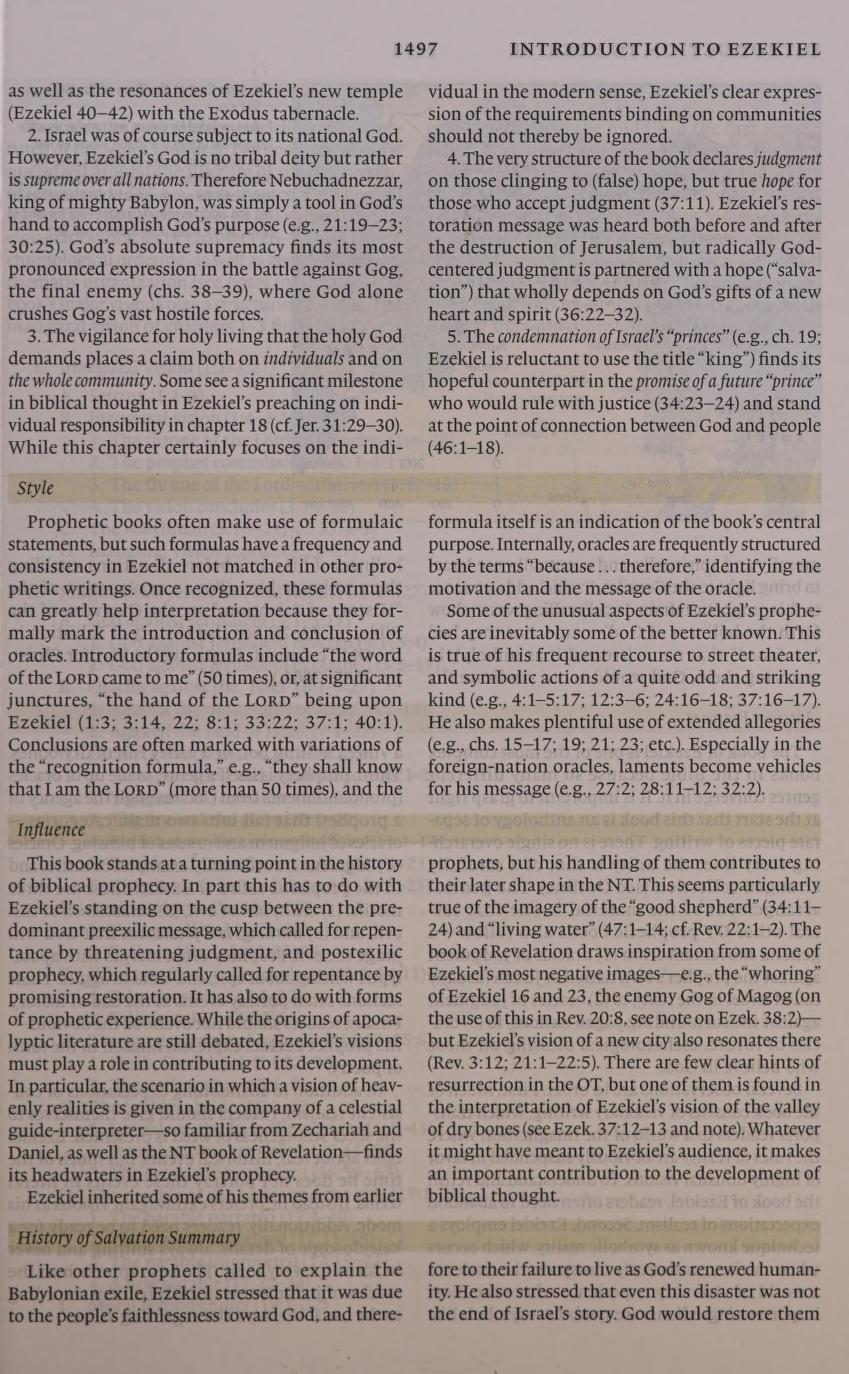 1497 INTRODUCTION TO EZEKIEL
as well as the resonances of Ezekiel’s new temple
(Ezekiel 40–42) with the Exodus tabernacle.
2. Israel was of course subject to its national God.
However, Ezekiel’s God is no tribal deity but rather
is supreme over all nations. Therefore Nebuchadnezzar,
king of mighty Babylon, was simply a tool in God’s
hand to accomplish God’s purpose (e.g., 21:19–23;
30:25). God’s absolute supremacy finds its most
pronounced expression in the battle against Gog,
the final enemy (chs. 38–39), where God alone
crushes Gog’s vast hostile forces.
3. The vigilance for holy living that the holy God
demands places a claim both on individuals and on
the whole community. Some see a significant milestone
in biblical thought in Ezekiel’s preaching on indi-
vidual responsibility in chapter 18 (cf. Jer. 31:29–30).
While this chapter certainly focuses on the indi-
vidual in the modern sense, Ezekiel’s clear expres-
sion of the requirements binding on communities
should not thereby be ignored.
4. The very structure of the book declares judgment
on those clinging to (false) hope, but true hope for
those who accept judgment (37:11). Ezekiel’s res-
toration message was heard both before and after
the destruction of Jerusalem, but radically God-
centered judgment is partnered with a hope (“salva-
tion”) that wholly depends on God’s gifts of a new
heart and spirit (36:22–32).
5. The condemnation of Israel’s “princes” (e.g., ch. 19;
Ezekiel is reluctant to use the title “king”) finds its
hopeful counterpart in the promise of a future “prince”
who would rule with justice (34:23–24) and stand
at the point of connection between God and people
(46:1–18).
Style
Prophetic books often make use of formulaic
statements, but such formulas have a frequency and
consistency in Ezekiel not matched in other pro-
phetic writings. Once recognized, these formulas
can greatly help interpretation because they for-
mally mark the introduction and conclusion of
oracles. Introductory formulas include “the word
of the LORD came to me” (50 times), or, at significant
junctures, “the hand of the LORD” being upon
Ezekiel (1:3; 3:14, 22; 8:1; 33:22; 37:1; 40:1).
Conclusions are often marked with variations of
the “recognition formula,” e.g., “they shall know
that I am the LORD” (more than 50 times), and the
formula itself is an indication of the book’s central
purpose. Internally, oracles are frequently structured
by the terms “because . . . therefore,” identifying the
motivation and the message of the oracle.
Some of the unusual aspects of Ezekiel’s prophe-
cies are inevitably some of the better known. This
is true of his frequent recourse to street theater,
and symbolic actions of a quite odd and striking
kind (e.g., 4:1–5:17; 12:3–6; 24:16–18; 37:16–17).
He also makes plentiful use of extended allegories
(e.g., chs. 15–17; 19; 21; 23; etc.). Especially in the
foreign-nation oracles, laments become vehicles
for his message (e.g., 27:2; 28:11–12; 32:2).
Influence
This book stands at a turning point in the history
of biblical prophecy. In part this has to do with
Ezekiel’s standing on the cusp between the pre-
dominant preexilic message, which called for repen-
tance by threatening judgment, and postexilic
prophecy, which regularly called for repentance by
promising restoration. It has also to do with forms
of prophetic experience. While the origins of apoca-
lyptic literature are still debated, Ezekiel’s visions
must play a role in contributing to its development.
In particular, the scenario in which a vision of heav-
enly realities is given in the company of a celestial
guide-interpreter—so familiar from Zechariah and
Daniel, as well as the NT book of Revelation—finds
its headwaters in Ezekiel’s prophecy.
Ezekiel inherited some of his themes from earlier
prophets, but his handling of them contributes to
their later shape in the NT. This seems particularly
true of the imagery of the “good shepherd” (34:11–
24) and “living water” (47:1–14; cf. Rev. 22:1–2). The
book of Revelation draws inspiration from some of
Ezekiel’s most negative images—e.g., the “whoring”
of Ezekiel 16 and 23, the enemy Gog of Magog (on
the use of this in Rev. 20:8, see note on Ezek. 38:2)—
but Ezekiel’s vision of a new city also resonates there
(Rev. 3:12; 21:1–22:5). There are few clear hints of
resurrection in the OT, but one of them is found in
the interpretation of Ezekiel’s vision of the valley
of dry bones (see Ezek. 37:12–13 and note). Whatever
it might have meant to Ezekiel’s audience, it makes
an important contribution to the development of
biblical thought.
History of Salvation Summary
Like other prophets called to explain the
Babylonian exile, Ezekiel stressed that it was due
to the people’s faithlessness toward God, and there-
fore to their failure to live as God’s renewed human-
ity. He also stressed that even this disaster was not
the end of Israel’s story. God would restore them